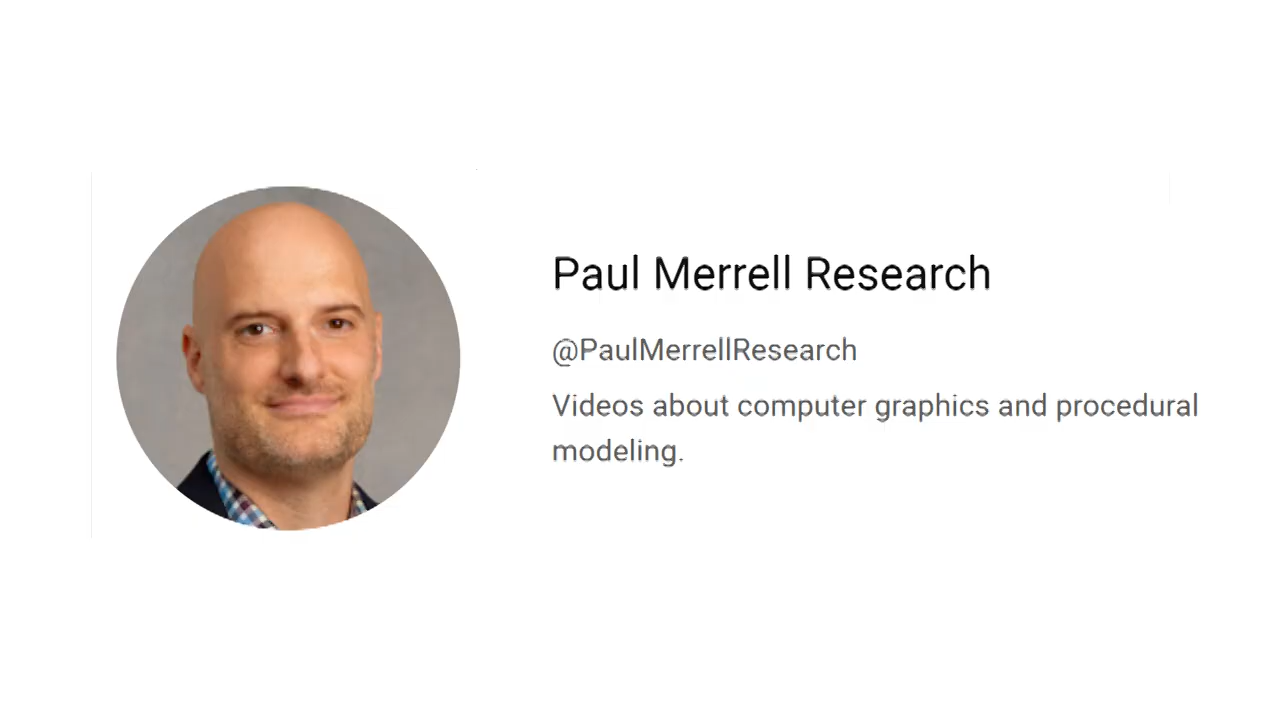 Paul Merrell Research
@PaulMerrellResearch
Videos about computer graphics and procedural
modeling.